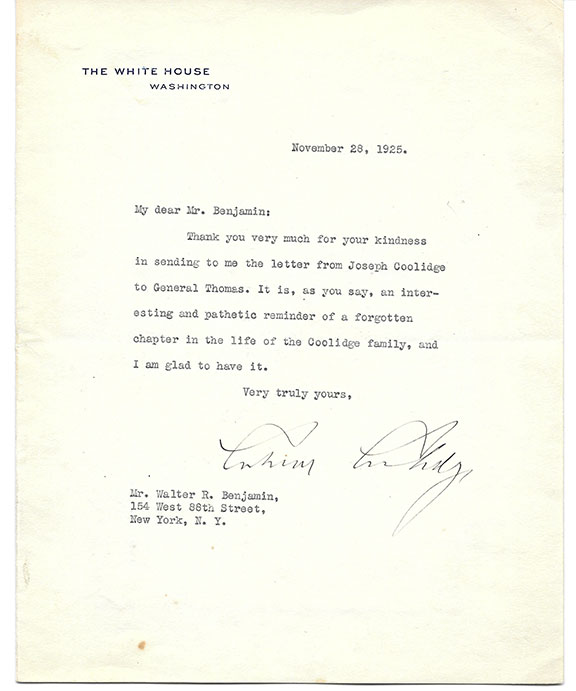 THE WHITE HOUSE
WASHINGTON
November 28, 1925.
My dear Mr. Benjamin:
Thank you very much for your kindness
in sending to me the letter from Joseph Coolidge
to General Thomas. It is, as you say, an inter-
esting and pathetic reminder of a forgotten
chapter in the life of the Coolidge family, and
I am glad to have it.
Very truly yours,
Calvin Coolidge
Mr. Walter R. Benjamin,
154 West 88th Street,
New York, N. Y.